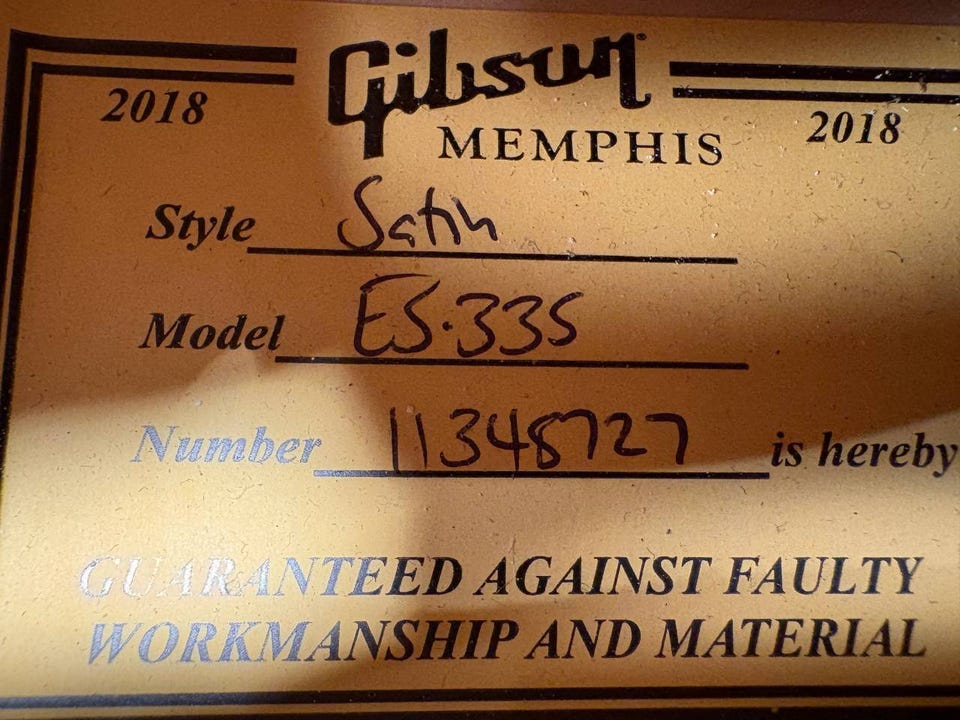 Gibson
2018 MEMPHIS 2018
Style Satin
Model ES-335
Number 11348727 is hereby
GUARANTEED AGAINST FAULTY
WORKMANSHIP AND MATERIAL